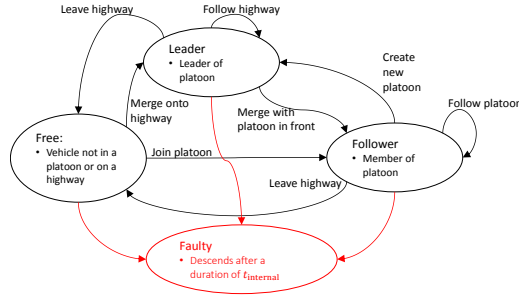 Leave highway
Follow highway
Leader
• Leader of
platoon
Create
new
platoon
Merge onto
highway
Merge with
platoon in front
Follow platoon
Free:
• Vehicle not in a
platoon or on a
highway
Join platoon
Follower
• Member of
platoon
Leave highway
Faulty
• Descends after a
duration of t_internal